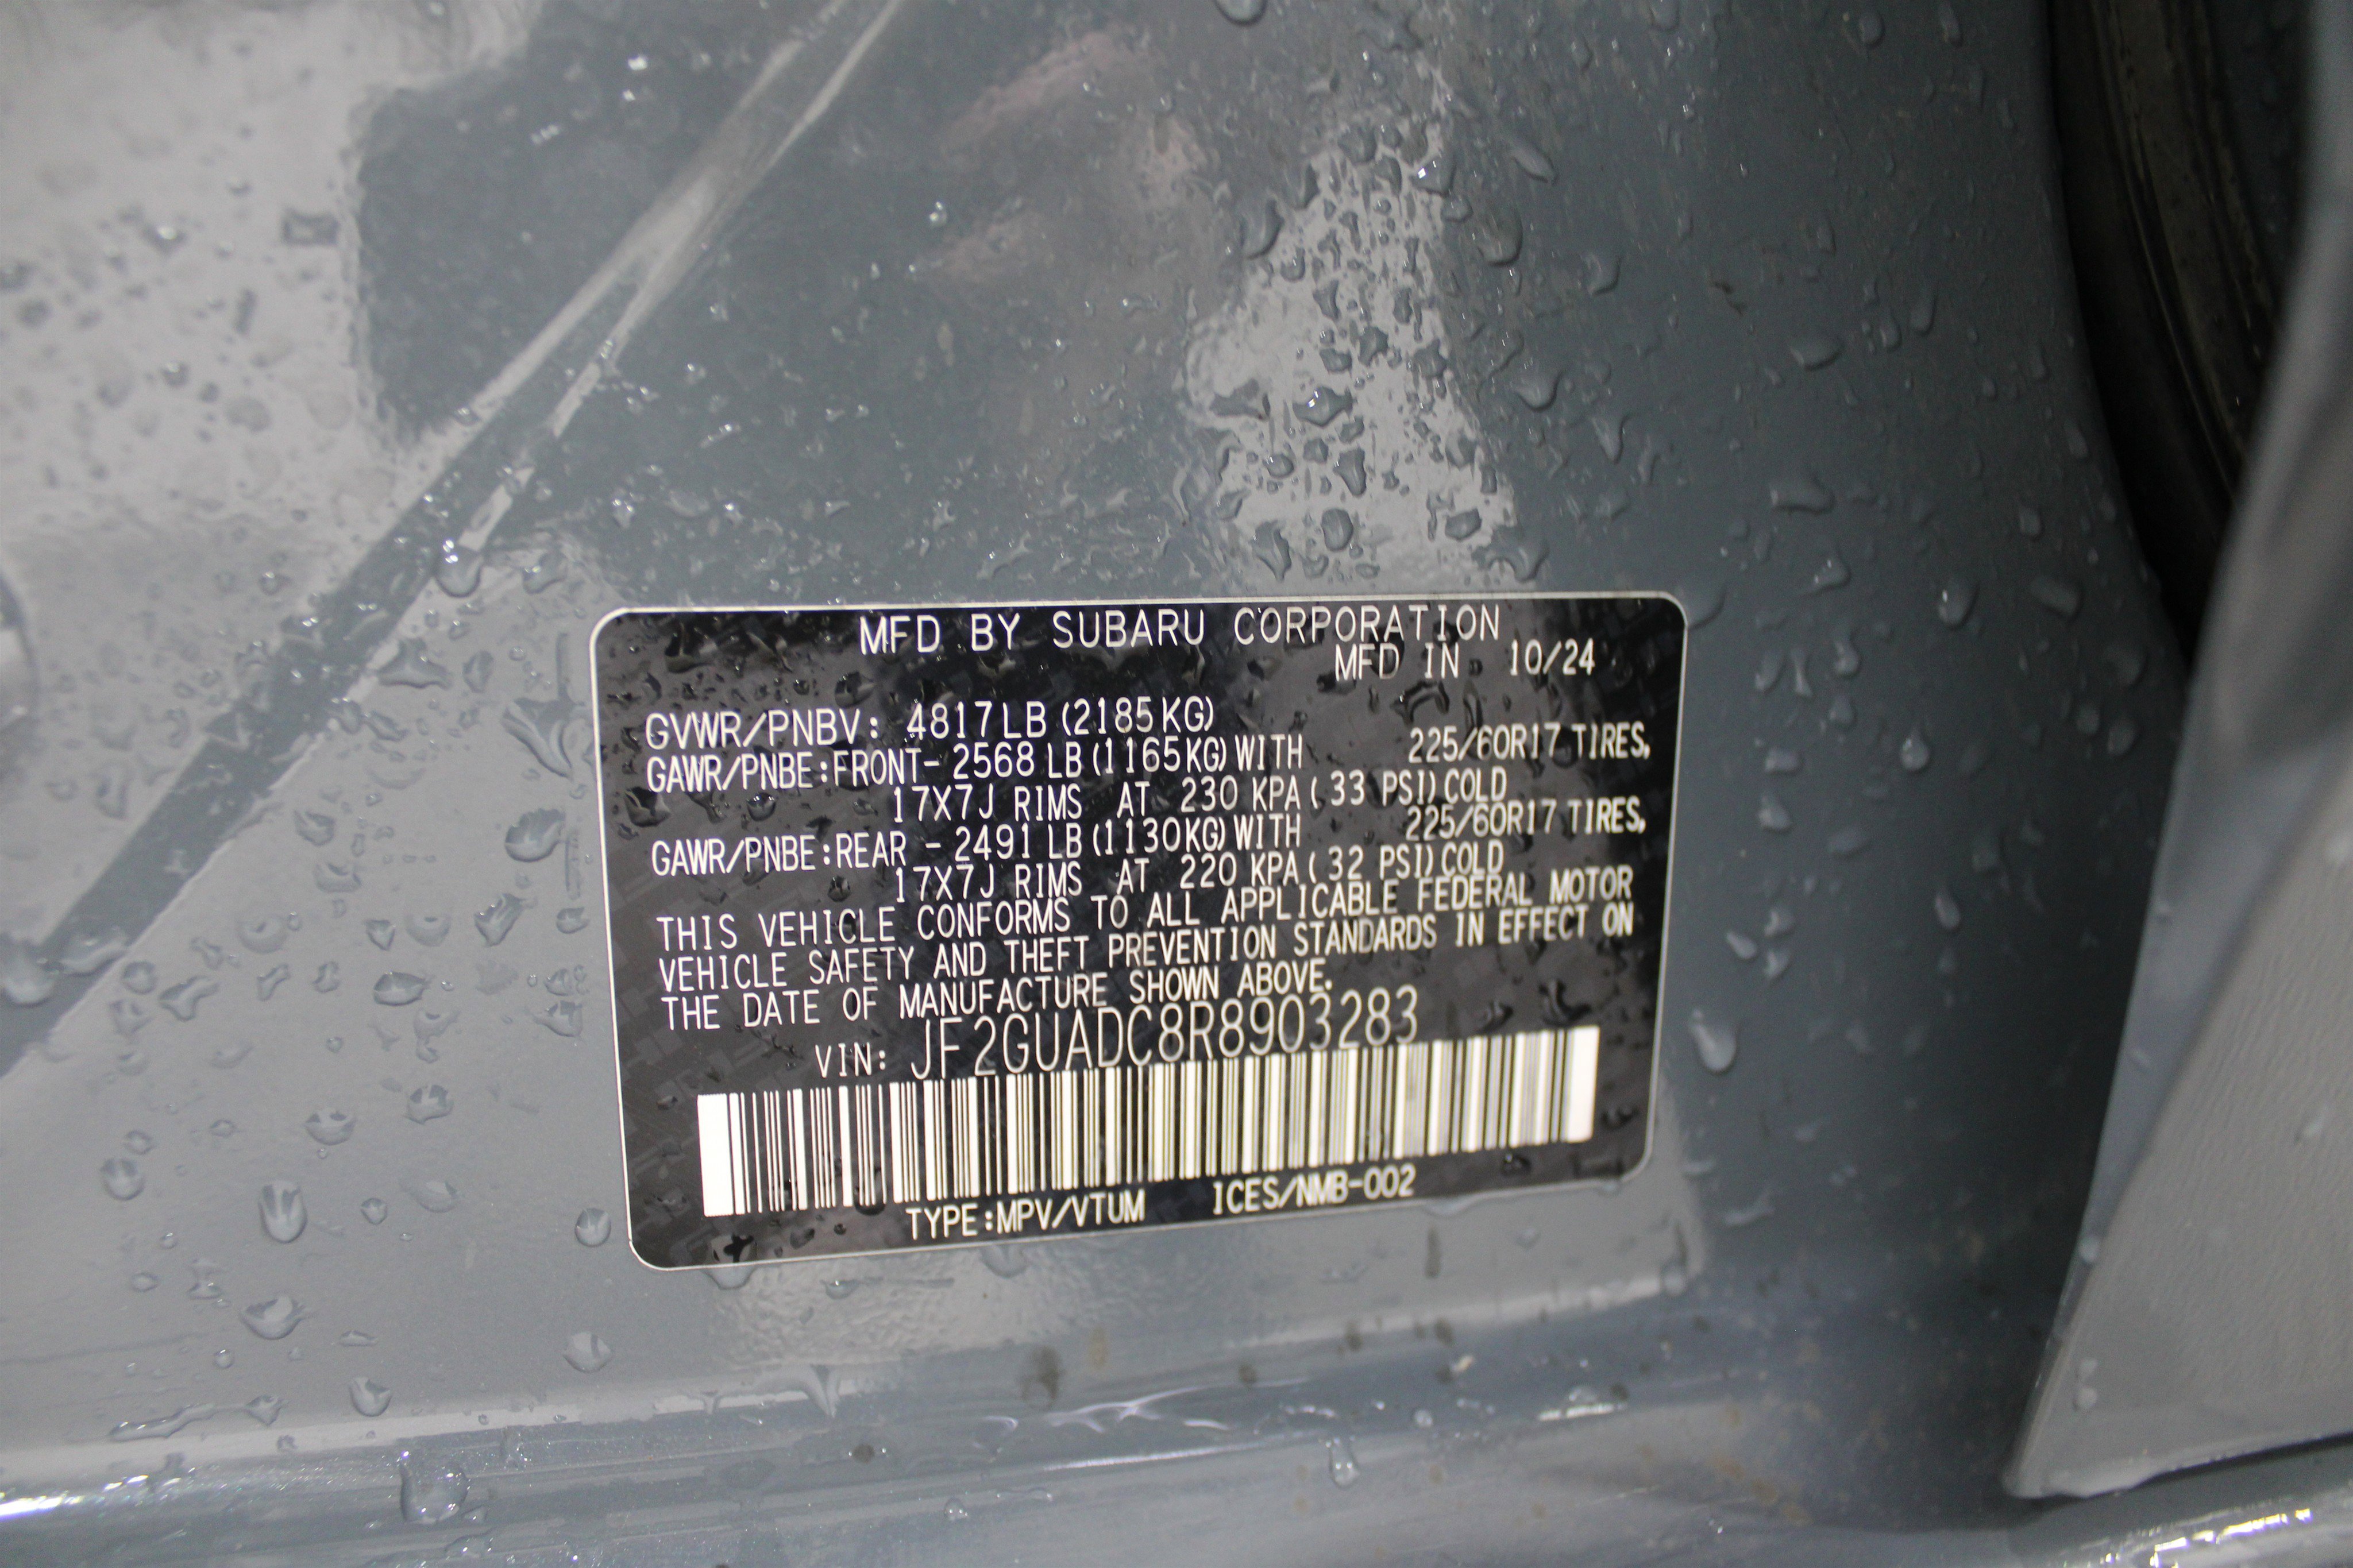 MFD BY SUBARU CORPORATION
MFD IN 10/24
GVWR/PNBV: 4817LB (2185KG)
GAWR/PNBE:FRONT- 2568 LB (1165KG) WITH 225/60R17 TIRES,
17X7J RIMS AT 230 KPA ( 33 PSI) COLD
GAWR/PNBE:REAR - 2491 LB (1130KG) WITH 225/60R17 TIRES,
17X7J RIMS AT 220 KPA ( 32 PSI) COLD
THIS VEHICLE CONFORMS TO ALL APPLICABLE FEDERAL MOTOR
VEHICLE SAFETY AND THEFT PREVENTION STANDARDS IN EFFECT ON
THE DATE OF MANUFACTURE SHOWN ABOVE.
VIN: JF2GUADC8R8903283
TYPE:MPV/VTUM ICES/NMB-002